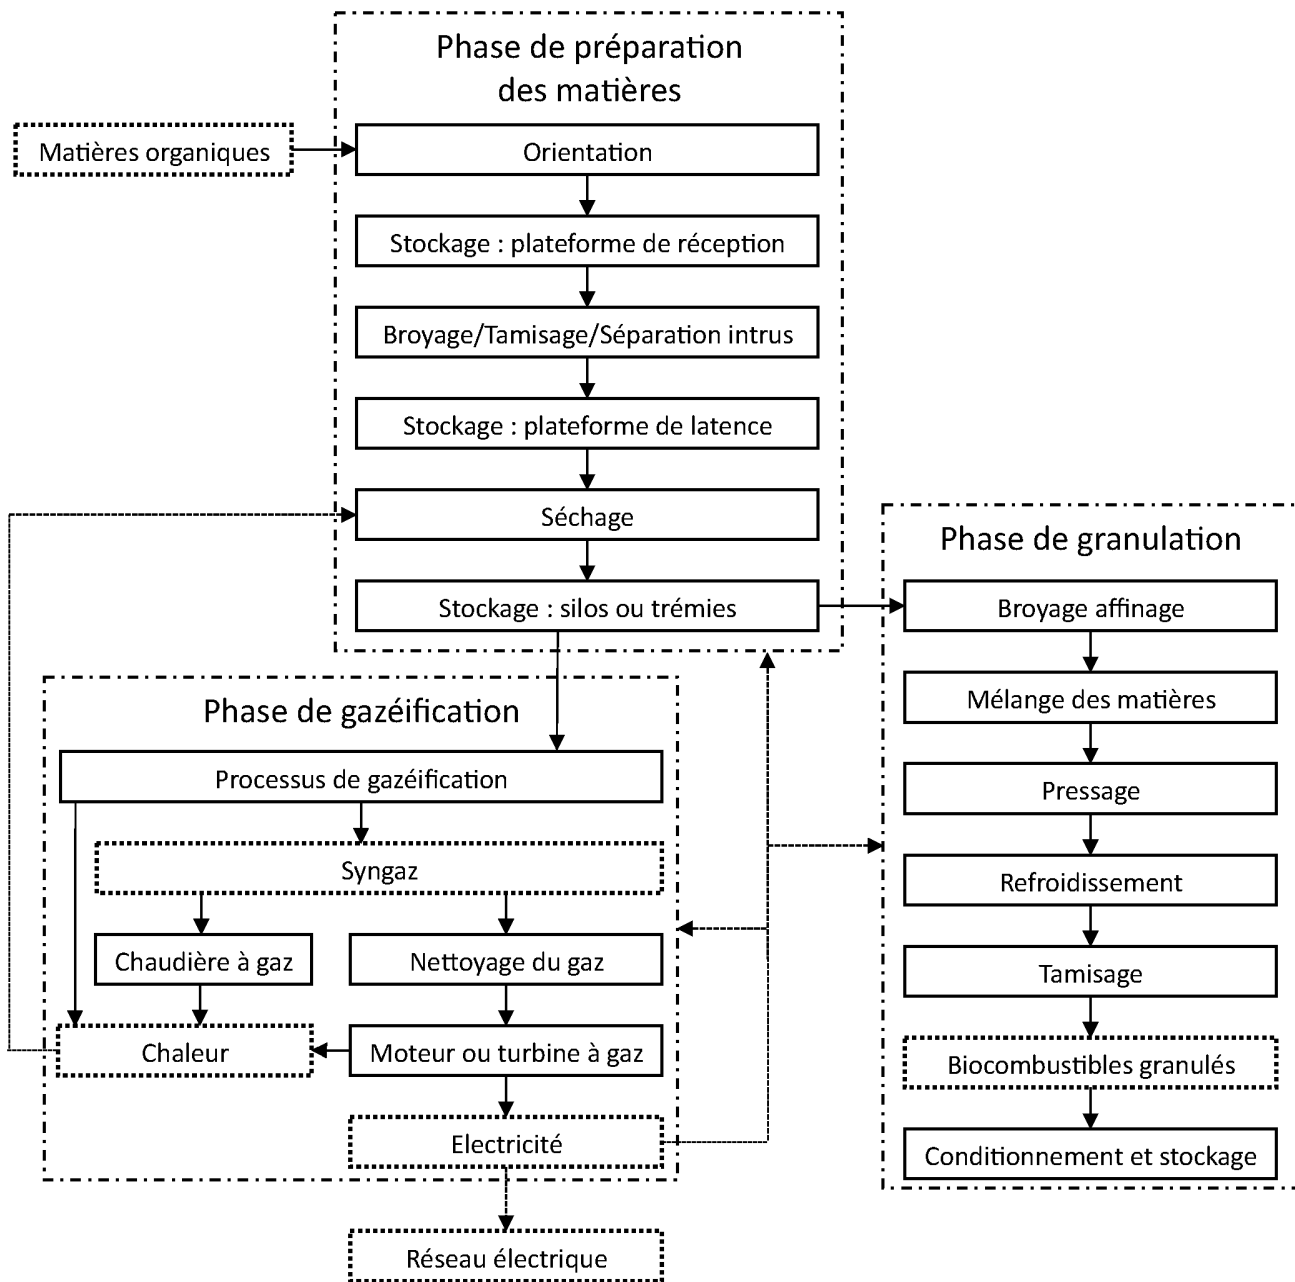 Phase de préparation
des matières
Matières organiques
Orientation
Stockage : plateforme de réception
Broyage/Tamisage/Séparation intrus
Stockage : plateforme de latence
Séchage
Stockage : silos ou trémies
Phase de granulation
Broyage affinage
Mélange des matières
Pressage
Refroidissement
Tamisage
Biocombustibles granulés
Conditionnement et stockage
Phase de gazéification
Processus de gazéification
Syngaz
Chaudière à gaz
Nettoyage du gaz
Chaleur
Moteur ou turbine à gaz
Electricité
Réseau électrique